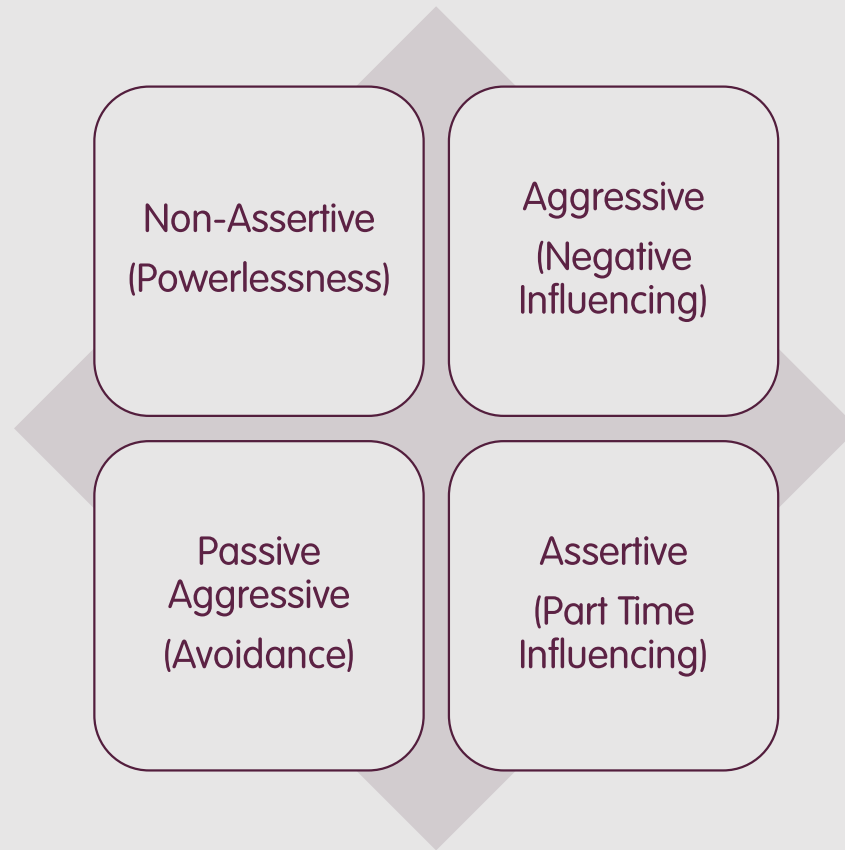 Non-Assertive
(Powerlessness)
Aggressive
(Negative
Influencing)
Passive
Aggressive
(Avoidance)
Assertive
(Part Time
Influencing)